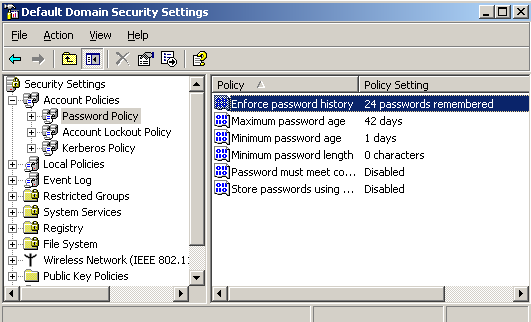 Default Domain Security Settings
File Action View Help
Security Settings
Account Policies
Password Policy
Account Lockout Policy
Kerberos Policy
Local Policies
Event Log
Restricted Groups
System Services
Registry
File System
Wireless Network (IEEE 802.11
Public Key Policies
Policy Policy Setting
Enforce password history 24 passwords remembered
Maximum password age 42 days
Minimum password age 1 days
Minimum password length 0 characters
Password must meet co... Disabled
Store passwords using ... Disabled